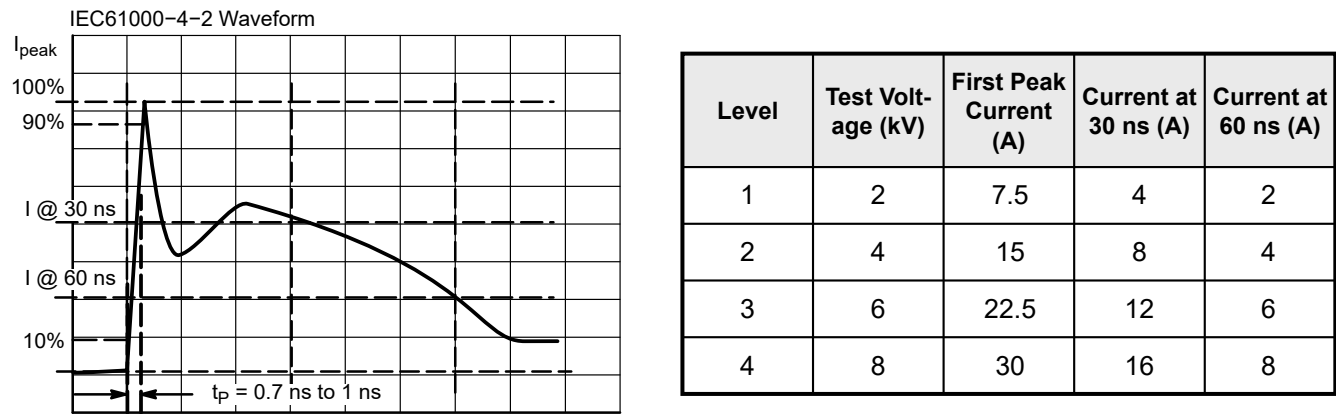 IEC61000−4−2 Waveform
Ipeak
100%
90%
I @ 30 ns
I @ 60 ns
10%
tP = 0.7 ns to 1 ns
Level
Test Volt-
age (kV)
First Peak
Current
(A)
Current at
30 ns (A)
Current at
60 ns (A)
1 2 7.5 4 2
2 4 15 8 4
3 6 22.5 12 6
4 8 30 16 8